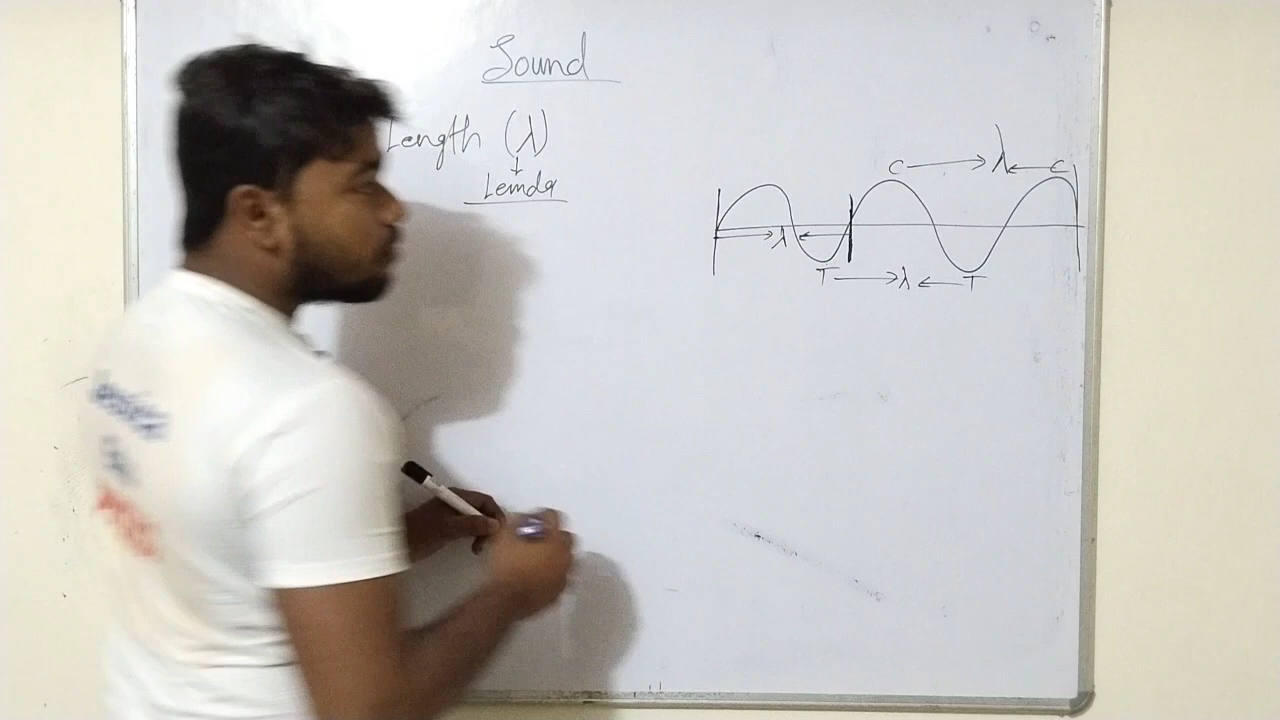 Sound
Length (λ)
Lemda
C λ C
λ
T λ T